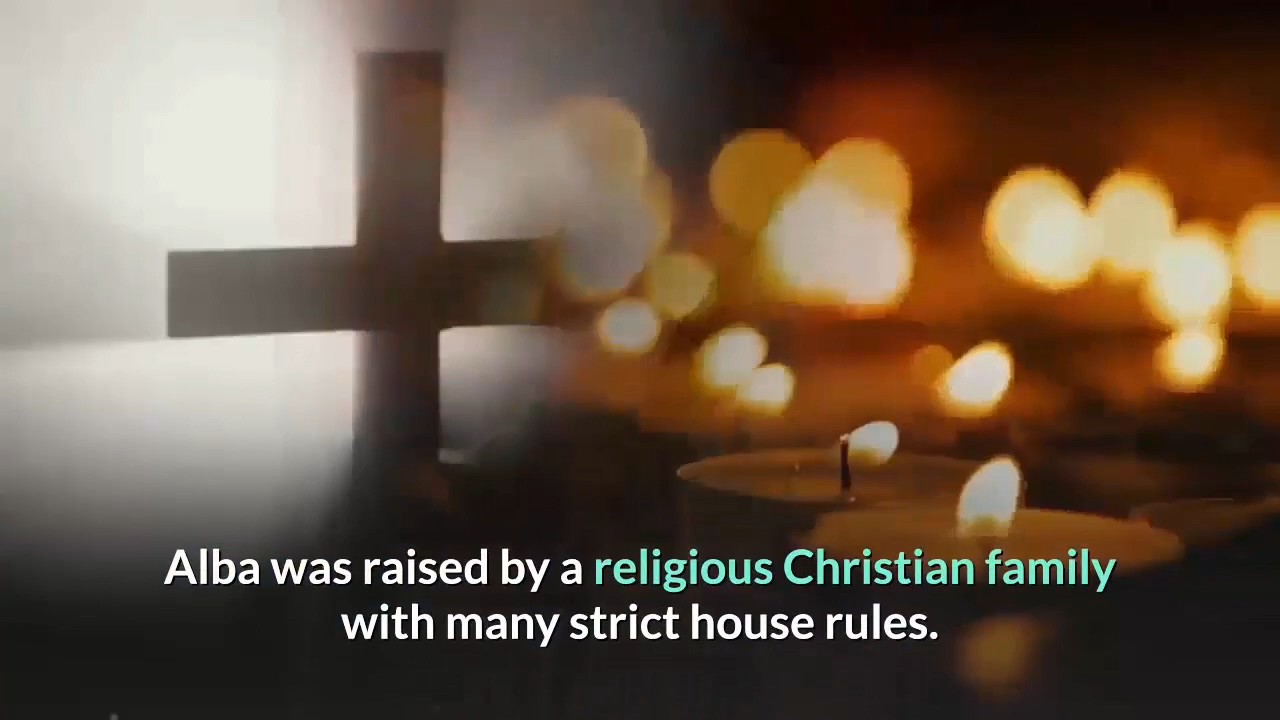 Alba was raised by a religious Christian family
with many strict house rules.